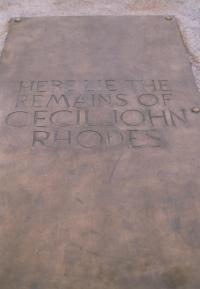 HERE LIE THE
REMAINS OF
CECIL JOHN
RHODES